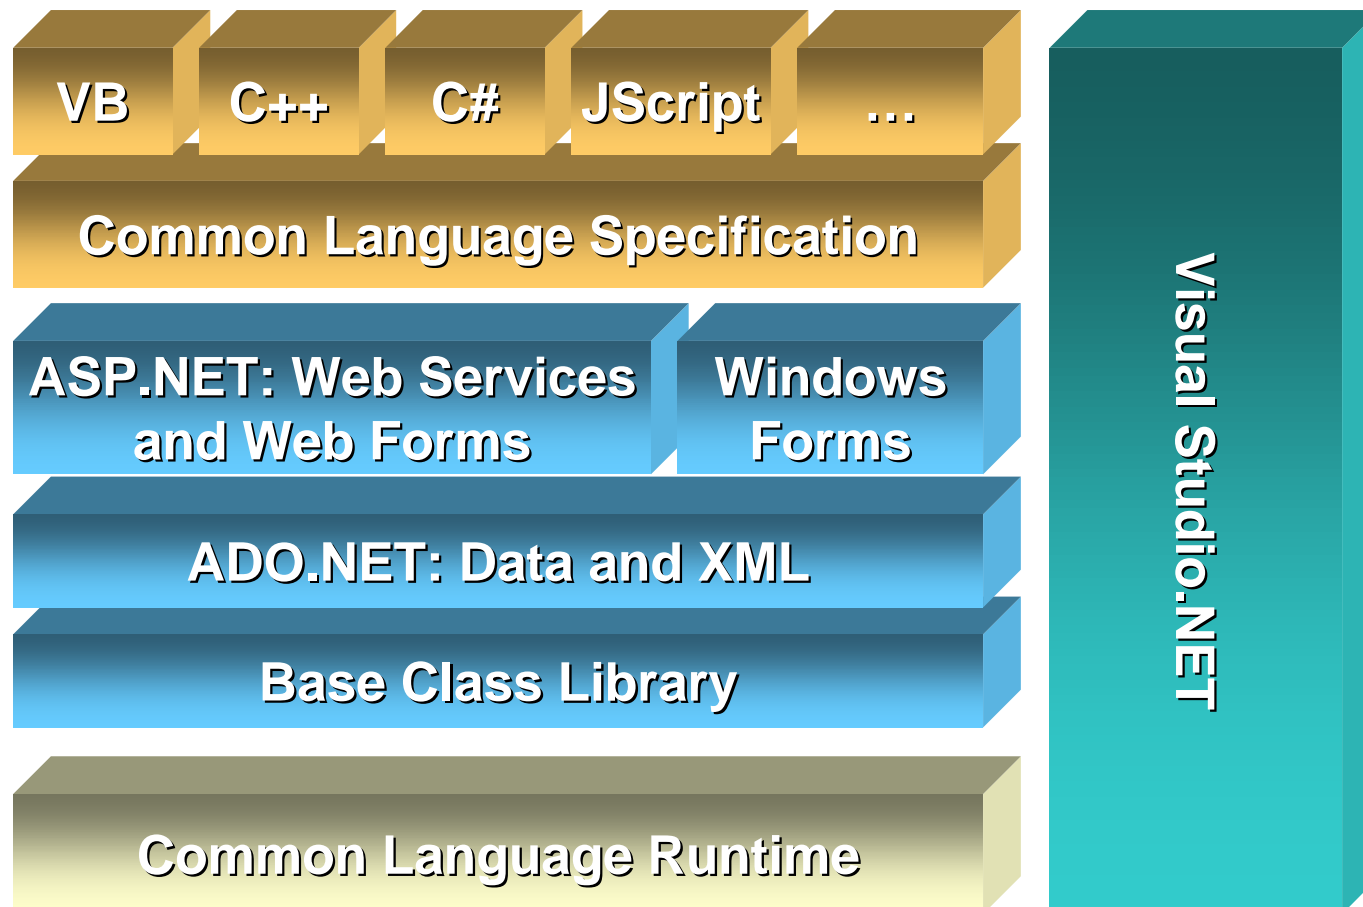 VB
C++
C#
JScript
…
Common Language Specification
ASP.NET: Web Services
and Web Forms
Windows
Forms
ADO.NET: Data and XML
Base Class Library
Common Language Runtime
Visual Studio.NET